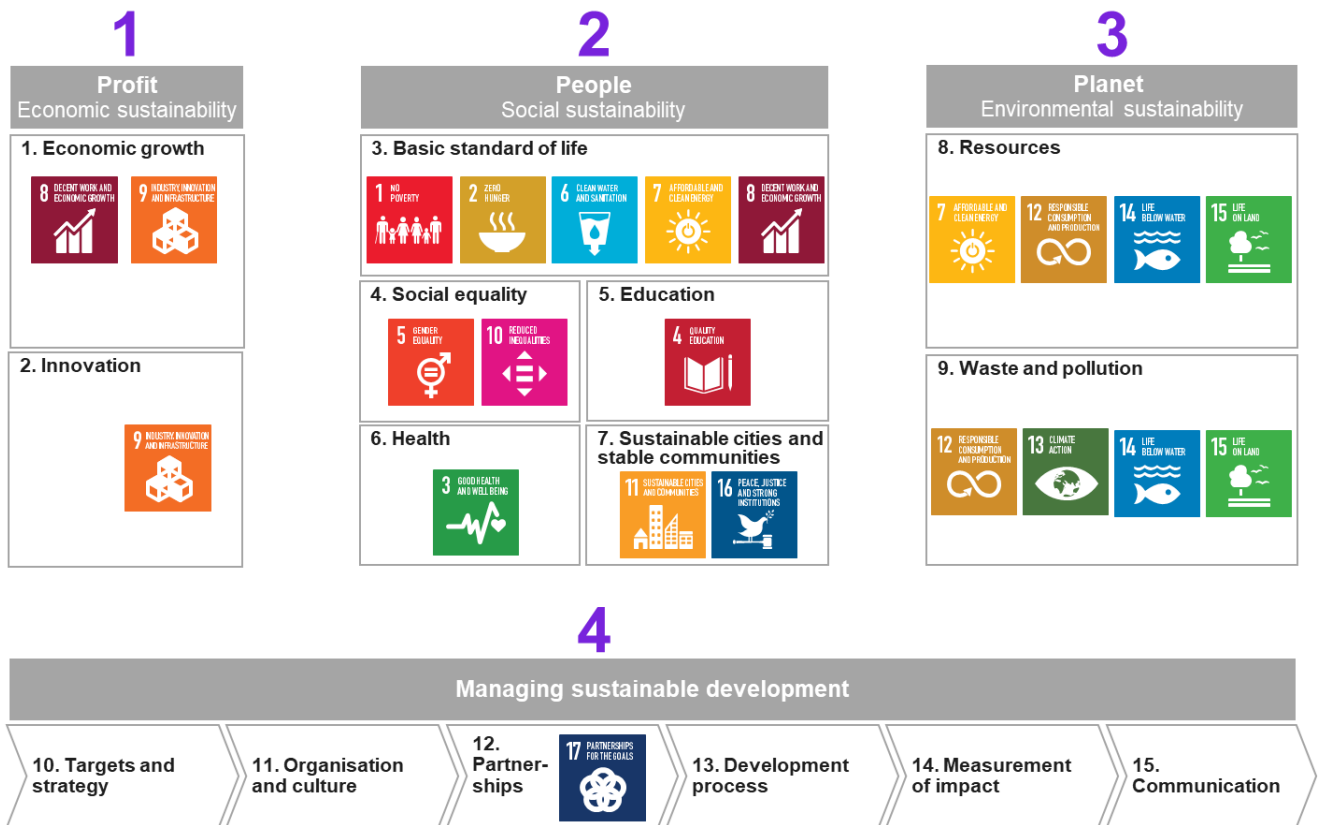 1
Profit
Economic sustainability
1. Economic growth
8 DECENT WORK AND
ECONOMIC GROWTH
9 INDUSTRY, INNOVATION
AND INFRASTRUCTURE
2. Innovation
9 INDUSTRY, INNOVATION
AND INFRASTRUCTURE
2
People
Social sustainability
3. Basic standard of life
1 NO
POVERTY
2 ZERO
HUNGER
6 CLEAN WATER
AND SANITATION
7 AFFORDABLE AND
CLEAN ENERGY
8 DECENT WORK AND
ECONOMIC GROWTH
4. Social equality
5 GENDER
EQUALITY
10 REDUCED
INEQUALITIES
5. Education
4 QUALITY
EDUCATION
6. Health
3 GOOD HEALTH
AND WELL BEING
7. Sustainable cities and
stable communities
11 SUSTAINABLE CITIES
AND COMMUNITIES
16 PEACE, JUSTICE
AND STRONG
INSTITUTIONS
3
Planet
Environmental sustainability
8. Resources
7 AFFORDABLE AND
CLEAN ENERGY
12 RESPONSIBLE
CONSUMPTION
AND PRODUCTION
14 LIFE
BELOW WATER
15 LIFE
ON LAND
9. Waste and pollution
12 RESPONSIBLE
CONSUMPTION
AND PRODUCTION
13 CLIMATE
ACTION
14 LIFE
BELOW WATER
15 LIFE
ON LAND
4
Managing sustainable development
10. Targets and
strategy
11. Organisation
and culture
12.
Partner-
ships
17 PARTNERSHIPS
FOR THE GOALS
13. Development
process
14. Measurement
of impact
15.
Communication